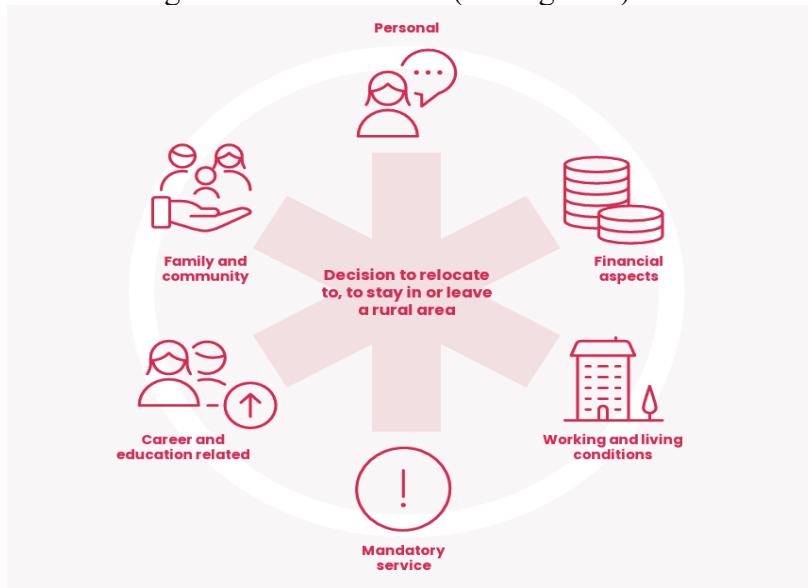 Personal
Family and
community
Financial
aspects
Decision to relocate
to, to stay in or leave
a rural area
Career and
education related
Working and living
conditions
Mandatory
service